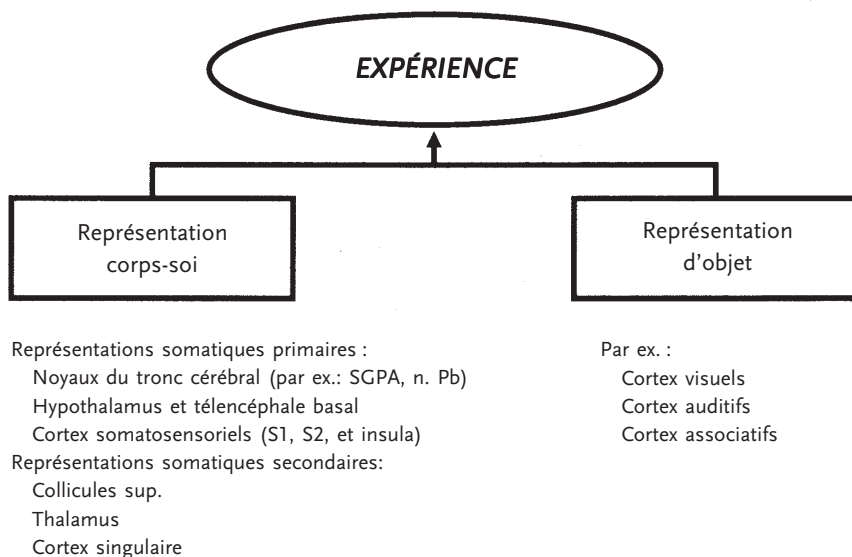 EXPÉRIENCE
Représentation
corps-soi
Représentation
d'objet
Représentations somatiques primaires :
Noyaux du tronc cérébral (par ex.: SGPA, n. Pb)
Hypothalamus et télencéphale basal
Cortex somatosensoriels (S1, S2, et insula)
Représentations somatiques secondaires:
Collicules sup.
Thalamus
Cortex singulaire
Par ex. :
Cortex visuels
Cortex auditifs
Cortex associatifs